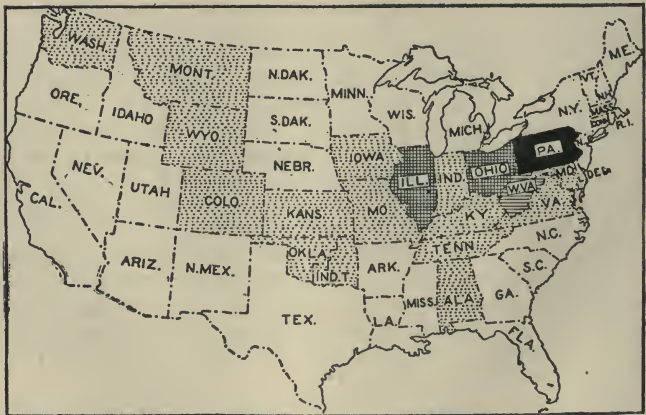 WASH.
MONT.
N.DAK.
MINN.
ME.
ORE.
IDAHO
WYO.
S.DAK.
WIS.
MICH.
N.Y.
VT.
N.H.
MASS.
CON.
R.I.
NEV.
UTAH
COLO.
NEBR.
IOWA
ILL.
IND.
OHIO
PA.
N.J.
MD.
DEL.
W.VA.
VA.
CAL.
KANS.
MO.
KY.
TENN.
N.C.
ARIZ.
N.MEX.
OKLA.
IND.T.
ARK.
S.C.
TEX.
LA.
MISS.
ALA.
GA.
FLA.